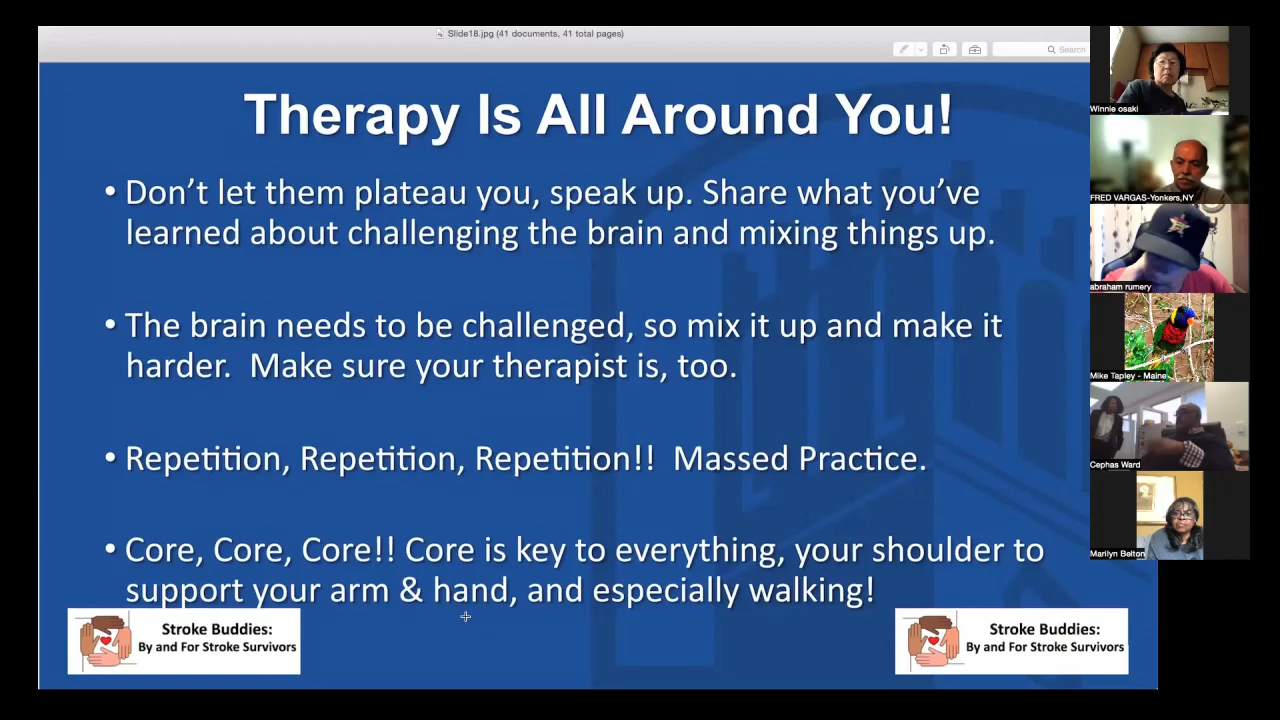 Slide18.jpg (41 documents, 41 total pages)
Search
Therapy Is All Around You!
• Don't let them plateau you, speak up. Share what you've
learned about challenging the brain and mixing things up.
• The brain needs to be challenged, so mix it up and make it
harder.  Make sure your therapist is, too.
• Repetition, Repetition, Repetition!!  Massed Practice.
• Core, Core, Core!! Core is key to everything, your shoulder to
support your arm & hand, and especially walking!
Stroke Buddies:
By and For Stroke Survivors
Stroke Buddies:
By and For Stroke Survivors
Winnie osaki
FRED VARGAS-Yonkers,NY
abraham rumery
Mike Tapley - Maine
Cephas Ward
Marilyn Belton